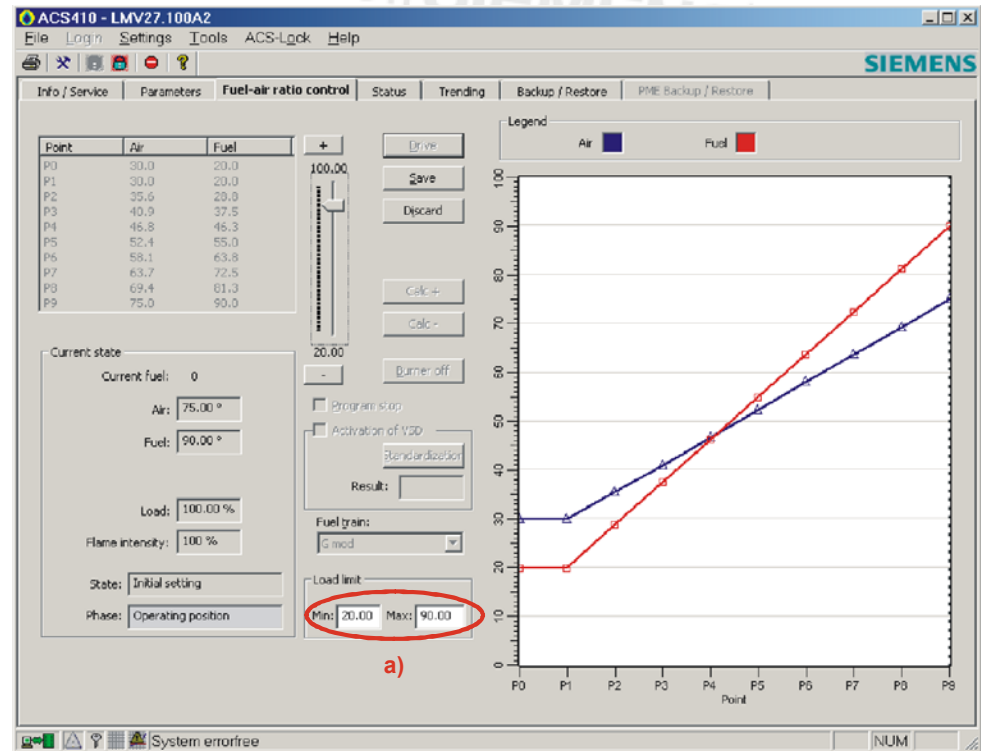 ACS410 - LMV27.100A2
File Login Settings Tools ACS-Lock Help
SIEMENS
Info / Service Parameters Fuel-air ratio control Status Trending Backup / Restore PME Backup / Restore
Point Air Fuel
P0 30.0 20.0
P1 30.0 20.0
P2 35.6 28.8
P3 40.9 37.5
P4 46.8 46.3
P5 52.4 55.0
P6 58.1 63.8
P7 63.7 72.5
P8 69.4 81.3
P9 75.0 90.0
+
100.00
20.00
-
Drive
Save
Discard
Calc +
Calc -
Burner off
Current state
Current fuel: 0
Air: 75.00 °
Fuel: 90.00 °
Load: 100.00 %
Flame intensity: 100 %
State: Initial setting
Phase: Operating position
Program stop
Activation of VSD
Standardization
Result:
Fuel train:
G mod
Load limit
Min: 20.00 Max: 90.00
a)
Legend
Air Fuel
100
90
80
70
60
50
40
30
20
10
0
P0 P1 P2 P3 P4 P5 P6 P7 P8 P9
Point
System errorfree
NUM